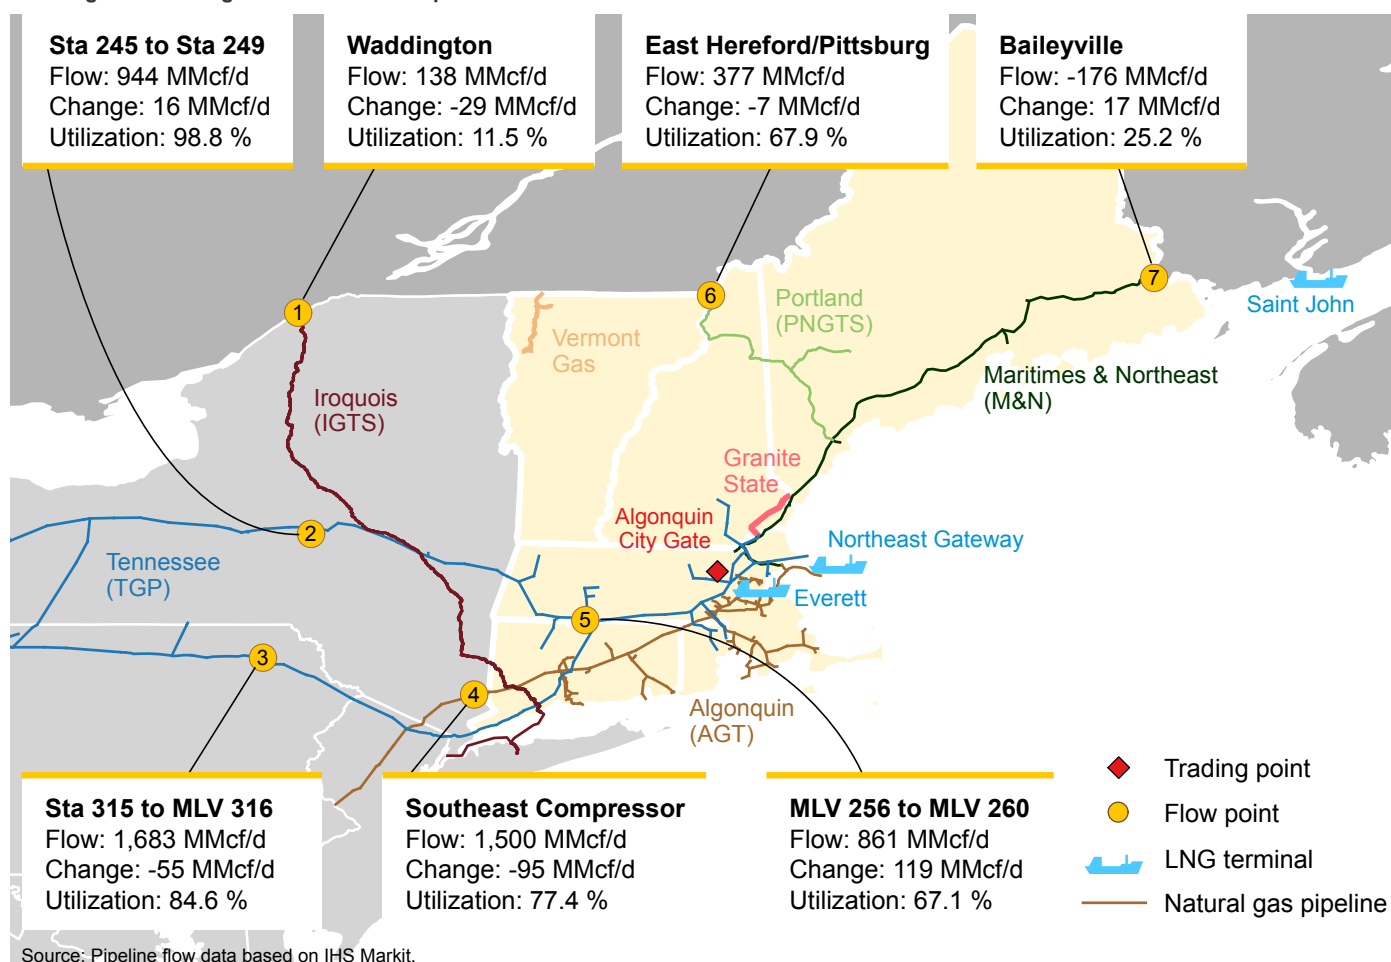 Sta 245 to Sta 249
Flow: 944 MMcf/d
Change: 16 MMcf/d
Utilization: 98.8 %
Waddington
Flow: 138 MMcf/d
Change: -29 MMcf/d
Utilization: 11.5 %
East Hereford/Pittsburg
Flow: 377 MMcf/d
Change: -7 MMcf/d
Utilization: 67.9 %
Baileyville
Flow: -176 MMcf/d
Change: 17 MMcf/d
Utilization: 25.2 %
1
6
7
Portland
(PNGTS)
Saint John
Vermont
Gas
Maritimes & Northeast
(M&N)
Iroquois
(IGTS)
Granite
State
Algonquin
City Gate
2
Northeast Gateway
Tennessee
(TGP)
Everett
5
3
4
Algonquin
(AGT)
Sta 315 to MLV 316
Flow: 1,683 MMcf/d
Change: -55 MMcf/d
Utilization: 84.6 %
Southeast Compressor
Flow: 1,500 MMcf/d
Change: -95 MMcf/d
Utilization: 77.4 %
MLV 256 to MLV 260
Flow: 861 MMcf/d
Change: 119 MMcf/d
Utilization: 67.1 %
Trading point
Flow point
LNG terminal
Natural gas pipeline
Source: Pipeline flow data based on IHS Markit.